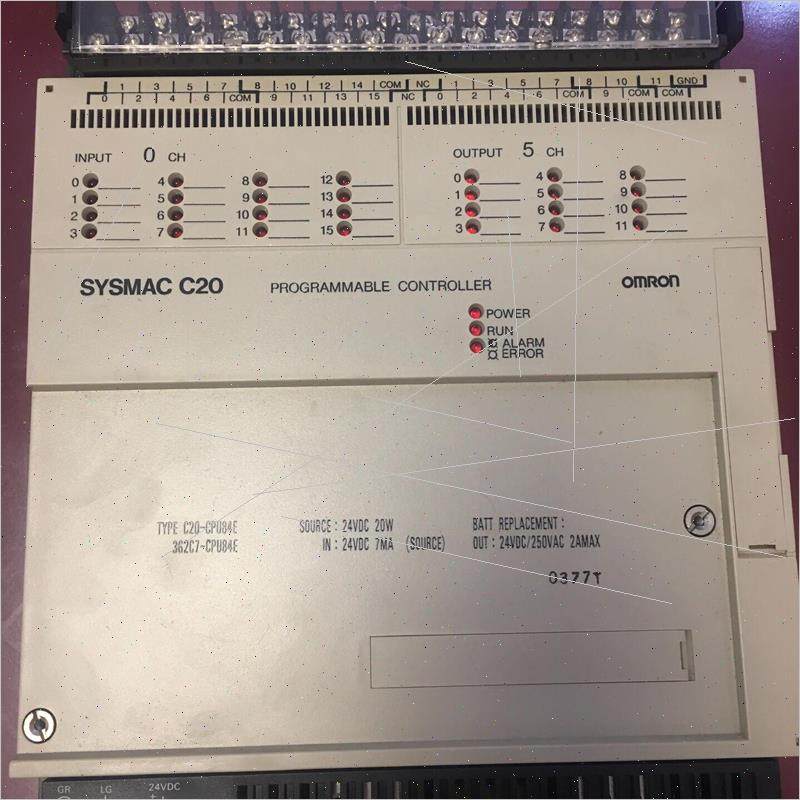 1 3 5 7 8 10 12 14 COM NC 1 3 5 7 8 10 11 GND
0 2 4 6 COM 9 11 13 15 NC 0 2 4 6 COM 9 COM COM
INPUT 0 CH OUTPUT 5 CH
0 4 8 12 0 4 8
1 5 9 13 1 5 9
2 6 10 14 2 6 10
3 7 11 15 3 7 11
SYSMAC C20 PROGRAMMABLE CONTROLLER OMRON
POWER
RUN
ALARM
ERROR
TYPE C20-CPU84E SOURCE : 24VDC 20W BATT REPLACEMENT :
3G2C7-CPU84E IN : 24VDC 7MA (SOURCE) OUT : 24VDC/250VAC 2AMAX
0377T
GR LG 24VDC